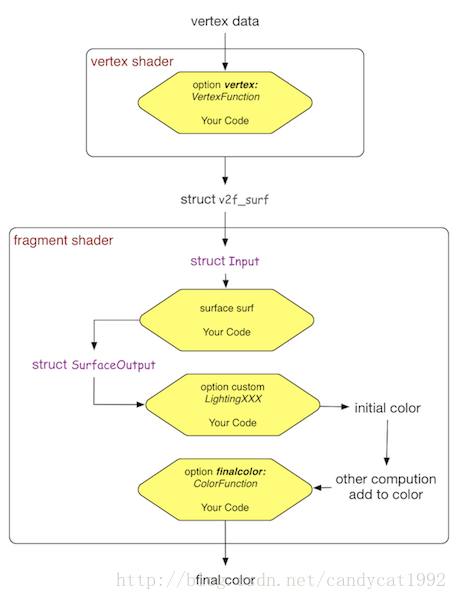 vertex data
vertex shader
option vertex:
VertexFunction
Your Code
struct v2f_surf
fragment shader
struct Input
surface surf
Your Code
struct SurfaceOutput
option custom
LightingXXX
Your Code
initial color
other compution
add to color
option finalcolor:
ColorFunction
Your Code
final color
http://blog.csdn.net/candycat1992